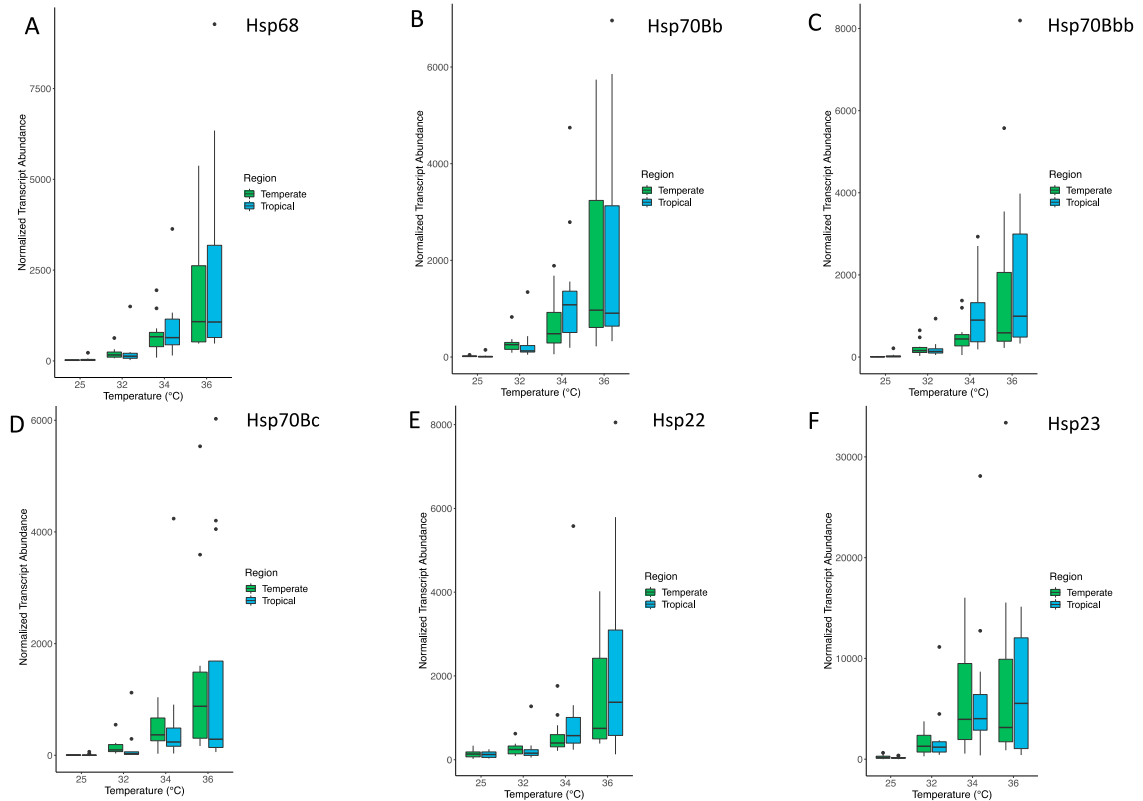 A
Hsp68
Normalized Transcript Abundance
7500
5000
2500
0
25 32 34 36
Temperature (°C)
Region
Temperate
Tropical
B
Hsp70Bb
Normalized Transcript Abundance
6000
4000
2000
0
25 32 34 36
Temperature (°C)
Region
Temperate
Tropical
C
Hsp70Bbb
Normalized Transcript Abundance
8000
6000
4000
2000
0
25 32 34 36
Temperature (°C)
Region
Temperate
Tropical
D
Hsp70Bc
Normalized Transcript Abundance
6000
4000
2000
0
25 32 34 36
Temperature (°C)
Region
Temperate
Tropical
E
Hsp22
Normalized Transcript Abundance
8000
6000
4000
2000
0
25 32 34 36
Temperature (°C)
Region
Temperate
Tropical
F
Hsp23
Normalized Transcript Abundance
30000
20000
10000
0
25 32 34 36
Temperature (°C)
Region
Temperate
Tropical